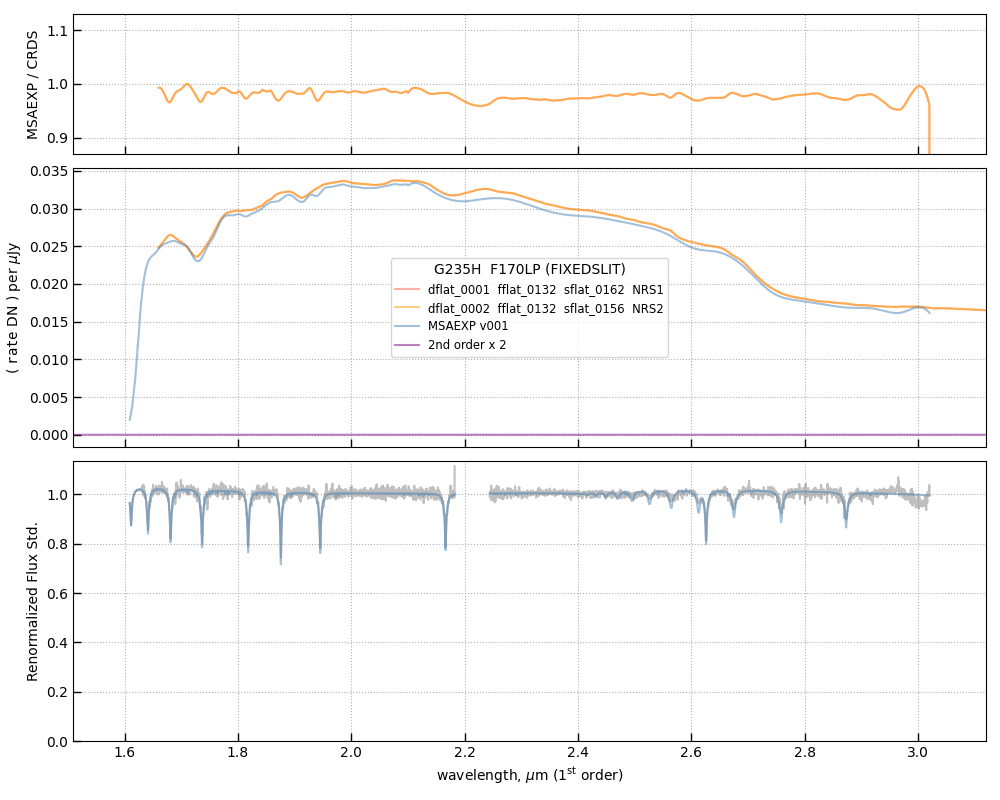 MSAEXP / CRDS
1.1
1.0
0.9
( rate DN ) per μJy
0.035
0.030
0.025
0.020
0.015
0.010
0.005
0.000
G235H  F170LP (FIXEDSLIT)
dflat_0001  fflat_0132  sflat_0162  NRS1
dflat_0002  fflat_0132  sflat_0156  NRS2
MSAEXP v001
2nd order x 2
Renormalized Flux Std.
1.0
0.8
0.6
0.4
0.2
0.0
1.6 1.8 2.0 2.2 2.4 2.6 2.8 3.0
wavelength, μm (1st order)